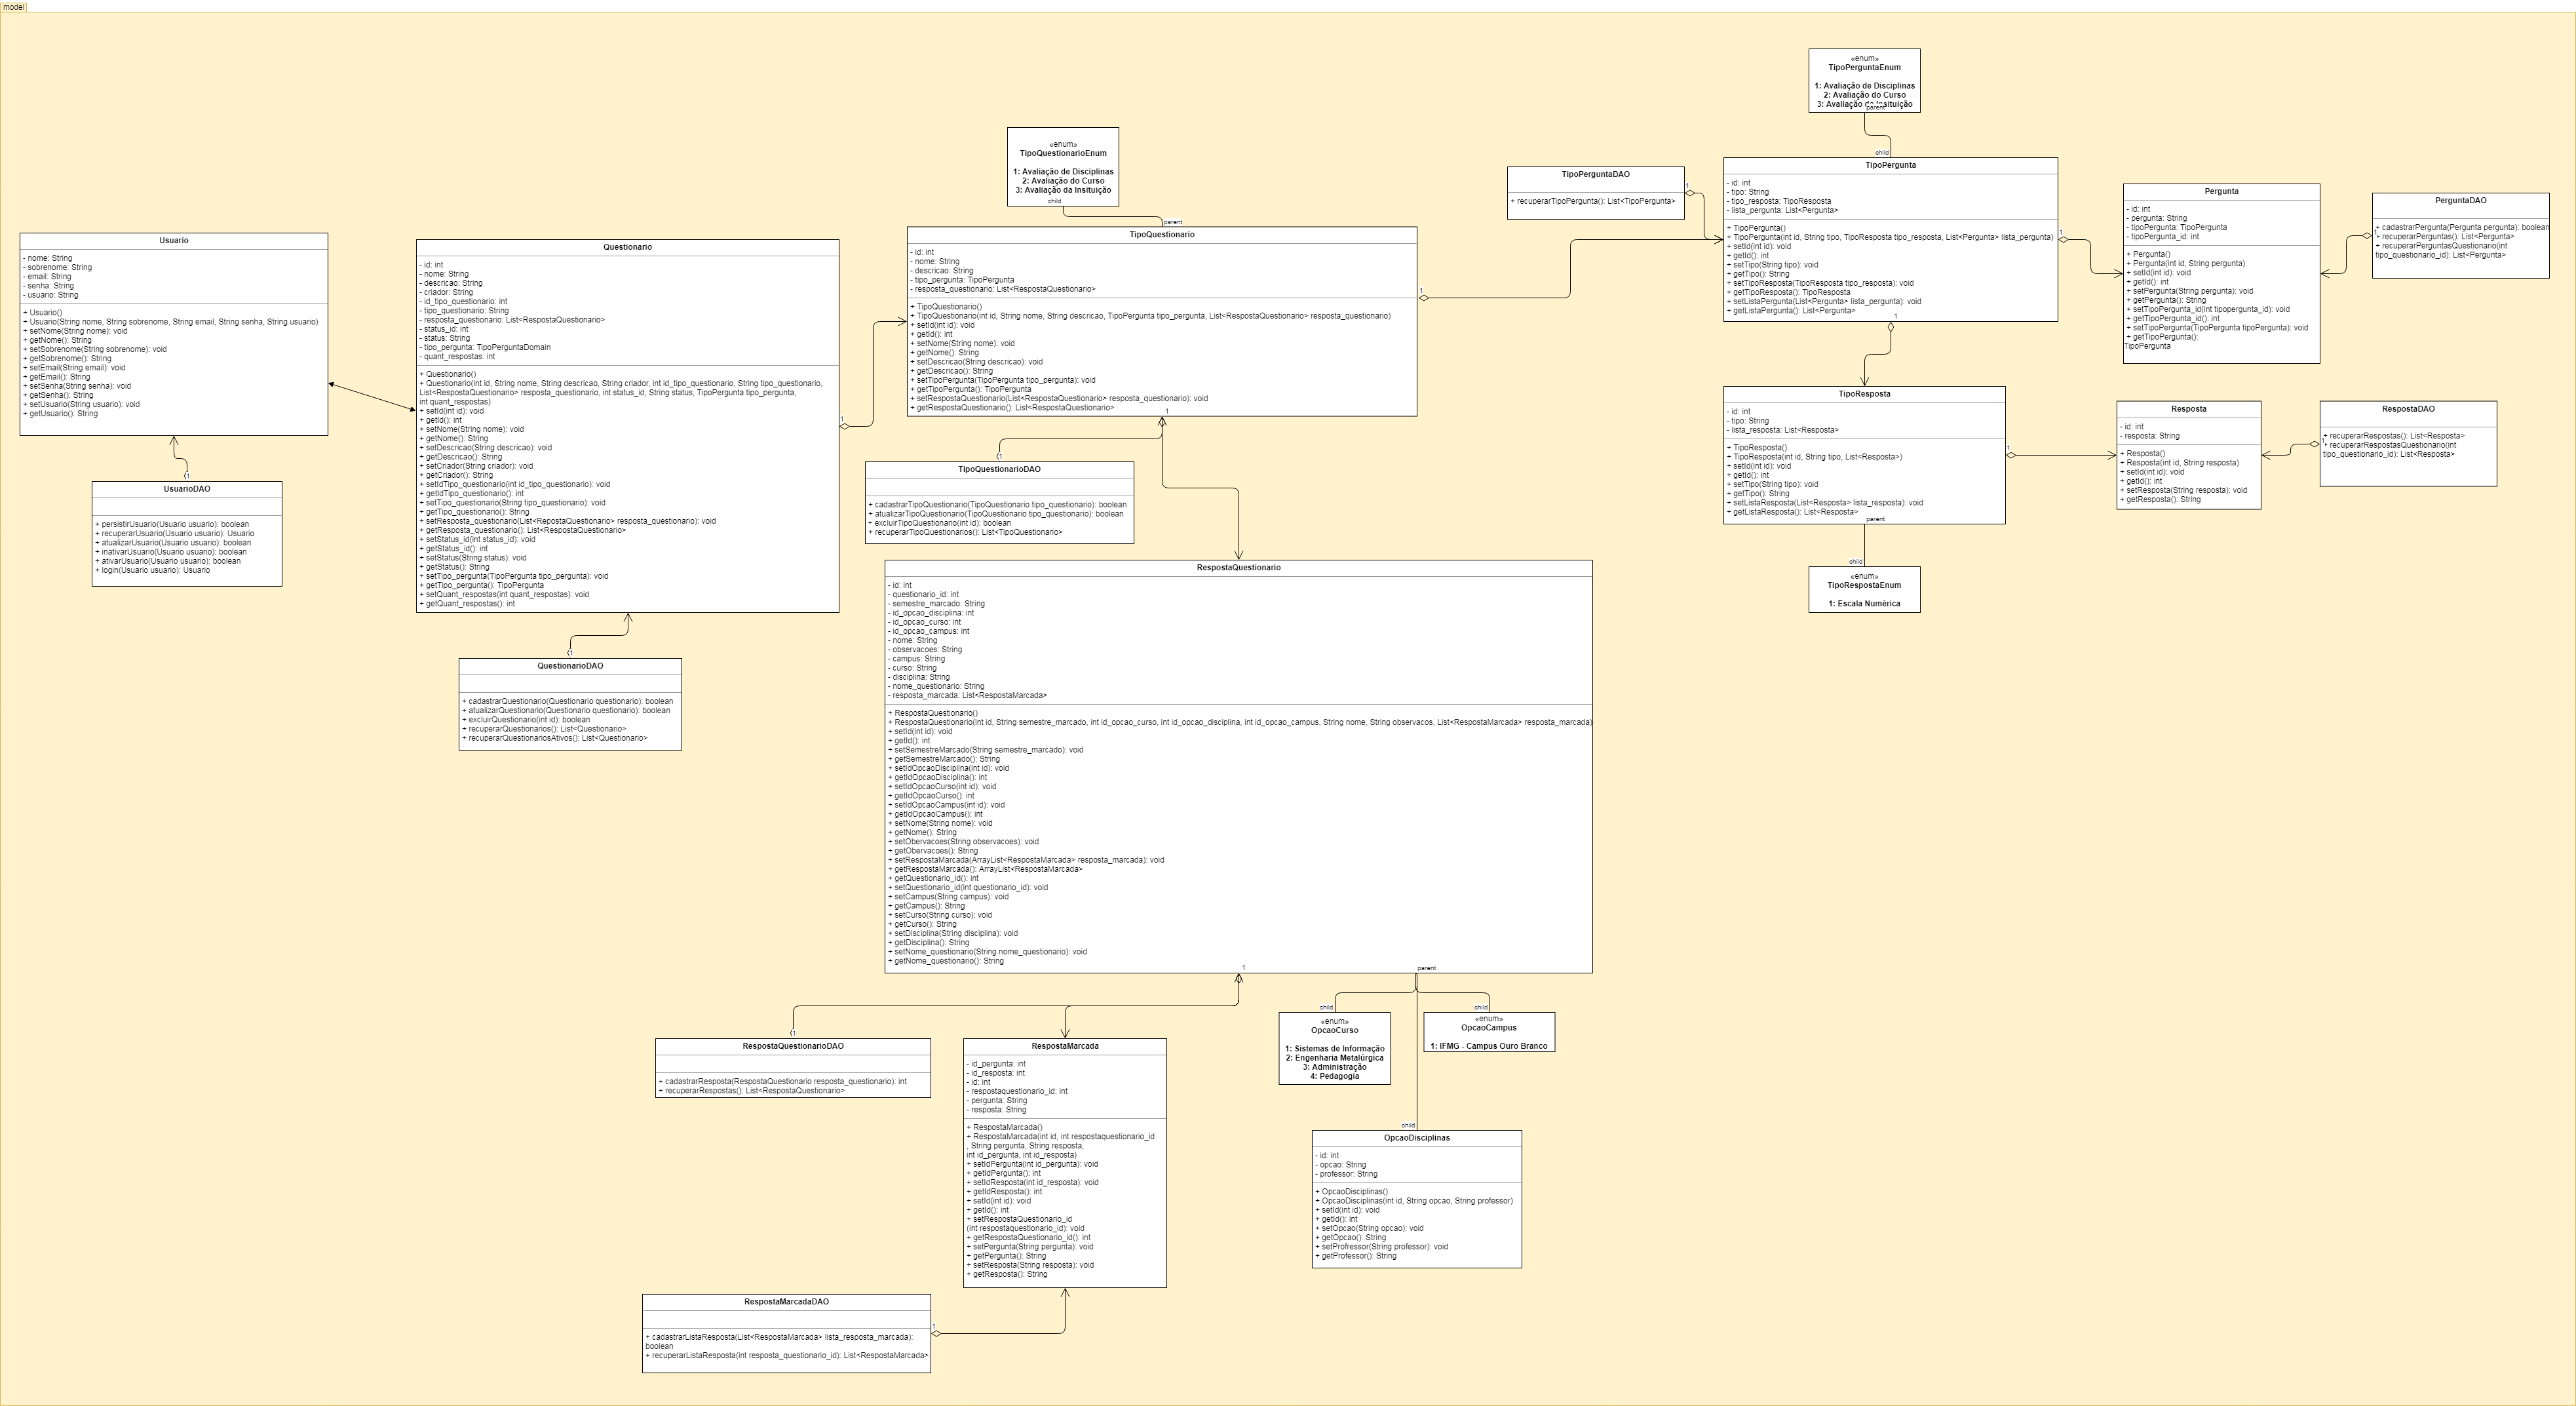 model
«enum»
TipoPerguntaEnum
1: Avaliação de Disciplinas
2: Avaliação do Curso
3: Avaliação da Insituição
parent
child
«enum»
TipoQuestionarioEnum
1: Avaliação de Disciplinas
2: Avaliação do Curso
3: Avaliação da Insituição
child
parent
Usuario
- nome: String
- sobrenome: String
- email: String
- senha: String
- usuario: String
+ Usuario()
+ Usuario(String nome, String sobrenome, String email, String senha, String usuario)
+ setNome(String nome): void
+ getNome(): String
+ setSobrenome(String sobrenome): void
+ getSobrenome(): String
+ setEmail(String email): void
+ getEmail(): String
+ setSenha(String senha): void
+ getSenha(): String
+ setUsuario(String usuario): void
+ getUsuario(): String
1
UsuarioDAO
+ persistirUsuario(Usuario usuario): boolean
+ recuperarUsuario(Usuario usuario): Usuario
+ atualizarUsuario(Usuario usuario): boolean
+ inativarUsuario(Usuario usuario): boolean
+ ativarUsuario(Usuario usuario): boolean
+ login(Usuario usuario): Usuario
Questionario
- id: int
- nome: String
- descricao: String
- criador: String
- id_tipo_questionario: int
- tipo_questionario: String
- resposta_questionario: List<RespostaQuestionario>
- status_id: int
- status: String
- tipo_pergunta: TipoPerguntaDomain
- quant_respostas: int
+ Questionario()
+ Questionario(int id, String nome, String descricao, String criador, int id_tipo_questionario, String tipo_questionario,
List<RespostaQuestionario> resposta_questionario, int status_id, String status, TipoPergunta tipo_pergunta,
int quant_respostas)
+ setId(int id): void
+ getId(): int
+ setNome(String nome): void
+ getNome(): String
+ setDescricao(String descricao): void
+ getDescricao(): String
+ setCriador(String criador): void
+ getCriador(): String
+ setIdTipo_questionario(int id_tipo_questionario): void
+ getIdTipo_questionario(): int
+ setTipo_questionario(String tipo_questionario): void
+ getTipo_questionario(): String
+ setResposta_questionario(List<RepostaQuestionario> resposta_questionario): void
+ getResposta_questionario(): List<RespostaQuestionario>
+ setStatus_id(int status_id): void
+ getStatus_id(): int
+ setStatus(String status): void
+ getStatus(): String
+ setTipo_pergunta(TipoPergunta tipo_pergunta): void
+ getTipo_pergunta(): TipoPergunta
+ setQuant_respostas(int quant_respostas): void
+ getQuant_respostas(): int
1
1
QuestionarioDAO
+ cadastrarQuestionario(Questionario questionario): boolean
+ atualizarQuestionario(Questionario questionario): boolean
+ excluirQuestionario(int id): boolean
+ recuperarQuestionarios(): List<Questionario>
+ recuperarQuestionariosAtivos(): List<Questionario>
TipoQuestionario
- id: int
- nome: String
- descricao: String
- tipo_pergunta: TipoPergunta
- resposta_questionario: List<RespostaQuestionario>
+ TipoQuestionario()
+ TipoQuestionario(int id, String nome, String descricao, TipoPergunta tipo_pergunta, List<RespostaQuestionario> resposta_questionario)
+ setId(int id): void
+ getId(): int
+ setNome(String nome): void
+ getNome(): String
+ setDescricao(String descricao): void
+ getDescricao(): String
+ setTipoPergunta(TipoPergunta tipo_pergunta): void
+ getTipoPergunta(): TipoPergunta
+ setRespostaQuestionario(List<RespostaQuestionario> resposta_questionario): void
+ getRespostaQuestionario(): List<RespostaQuestionario>
1
1
1
TipoQuestionarioDAO
+ cadastrarTipoQuestionario(TipoQuestionario tipo_questionario): boolean
+ atualizarTipoQuestionario(TipoQuestionario tipo_questionario): boolean
+ excluirTipoQuestionario(int id): boolean
+ recuperarTipoQuestionarios(): List<TipoQuestionario>
TipoPerguntaDAO
+ recuperarTipoPergunta(): List<TipoPergunta>
1
TipoPergunta
- id: int
- tipo: String
- tipo_resposta: TipoResposta
- lista_pergunta: List<Pergunta>
+ TipoPergunta()
+ TipoPergunta(int id, String tipo, TipoResposta tipo_resposta, List<Pergunta> lista_pergunta)
+ setId(int id): void
+ getId(): int
+ setTipo(String tipo): void
+ getTipo(): String
+ setTipoResposta(TipoResposta tipo_resposta): void
+ getTipoResposta(): TipoResposta
+ setListaPergunta(List<Pergunta> lista_pergunta): void
+ getListaPergunta(): List<Pergunta>
1
1
Pergunta
- id: int
- pergunta: String
- tipoPergunta: TipoPergunta
- tipoPergunta_id: int
+ Pergunta()
+ Pergunta(int id, String pergunta)
+ setId(int id): void
+ getId(): int
+ setPergunta(String pergunta): void
+ getPergunta(): String
+ setTipoPergunta_id(int tipopergunta_id): void
+ getTipoPergunta_id(): int
+ setTipoPergunta(TipoPergunta tipoPergunta): void
+ getTipoPergunta():
TipoPergunta
PerguntaDAO
+ cadastrarPergunta(Pergunta pergunta): boolean
+ recuperarPerguntas(): List<Pergunta>
+ recuperarPerguntasQuestionario(int
tipo_questionario_id): List<Pergunta>
1
TipoResposta
- id: int
- tipo: String
- lista_resposta: List<Resposta>
+ TipoResposta()
+ TipoResposta(int id, String tipo, List<Resposta>)
+ setId(int id): void
+ getId(): int
+ setTipo(String tipo): void
+ getTipo(): String
+ setListaResposta(List<Resposta> lista_resposta): void
+ getListaResposta(): List<Resposta>
parent
1
child
«enum»
TipoRespostaEnum
1: Escala Numérica
Resposta
- id: int
- resposta: String
+ Resposta()
+ Resposta(int id, String resposta)
+ setId(int id): void
+ getId(): int
+ setResposta(String resposta): void
+ getResposta(): String
RespostaDAO
+ recuperarRespostas(): List<Resposta>
+ recuperarRespostasQuestionario(int
tipo_questionario_id): List<Resposta>
1
RespostaQuestionario
- id: int
- questionario_id: int
- semestre_marcado: String
- id_opcao_disciplina: int
- id_opcao_curso: int
- id_opcao_campus: int
- nome: String
- observacoes: String
- campus: String
- curso: String
- disciplina: String
- nome_questionario: String
- resposta_marcada: List<RespostaMarcada>
+ RespostaQuestionario()
+ RespostaQuestionario(int id, String semestre_marcado, int id_opcao_curso, int id_opcao_disciplina, int id_opcao_campus, String nome, String observacos, List<RespostaMarcada> resposta_marcada)
+ setId(int id): void
+ getId(): int
+ setSemestreMarcado(String semestre_marcado): void
+ getSemestreMarcado(): String
+ setIdOpcaoDisciplina(int id): void
+ getIdOpcaoDisciplina(): int
+ setIdOpcaoCurso(int id): void
+ getIdOpcaoCurso(): int
+ setIdOpcaoCampus(int id): void
+ getIdOpcaoCampus(): int
+ setNome(String nome): void
+ getNome(): String
+ setObervacoes(String observacoes): void
+ getObervacoes(): String
+ setRespostaMarcada(ArrayList<RespostaMarcada> resposta_marcada): void
+ getRespostaMarcada(): ArrayList<RespostaMarcada>
+ getQuestionario_id(): int
+ setQuestionario_id(int questionario_id): void
+ setCampus(String campus): void
+ getCampus(): String
+ setCurso(String curso): void
+ getCurso(): String
+ setDisciplina(String disciplina): void
+ getDisciplina(): String
+ setNome_questionario(String nome_questionario): void
+ getNome_questionario(): String
1
parent
1
RespostaQuestionarioDAO
+ cadastrarResposta(RespostaQuestionario resposta_questionario): int
+ recuperarRespostas(): List<RespostaQuestionario>
RespostaMarcada
- id_pergunta: int
- id_resposta: int
- id: int
- respostaquestionario_id: int
- pergunta: String
- resposta: String
+ RespostaMarcada()
+ RespostaMarcada(int id, int respostaquestionario_id
, String pergunta, String resposta,
int id_pergunta, int id_resposta)
+ setIdPergunta(int id_pergunta): void
+ getIdPergunta(): int
+ setIdResposta(int id_resposta): void
+ getIdResposta(): int
+ setId(int id): void
+ getId(): int
+ setRespostaQuestionario_id
(int respostaquestionario_id): void
+ getRespostaQuestionario_id(): int
+ setPergunta(String pergunta): void
+ getPergunta(): String
+ setResposta(String resposta): void
+ getResposta(): String
child
«enum»
OpcaoCurso
1: Sistemas de Informação
2: Engenharia Metalúrgica
3: Administração
4: Pedagogia
child
«enum»
OpcaoCampus
1: IFMG - Campus Ouro Branco
child
OpcaoDisciplinas
- id: int
- opcao: String
- professor: String
+ OpcaoDisciplinas()
+ OpcaoDisciplinas(int id, String opcao, String professor)
+ setId(int id): void
+ getId(): int
+ setOpcao(String opcao): void
+ getOpcao(): String
+ setProfressor(String professor): void
+ getProfessor(): String
RespostaMarcadaDAO
+ cadastrarListaResposta(List<RespostaMarcada> lista_resposta_marcada):
boolean
+ recuperarListaResposta(int resposta_questionario_id): List<RespostaMarcada>
1